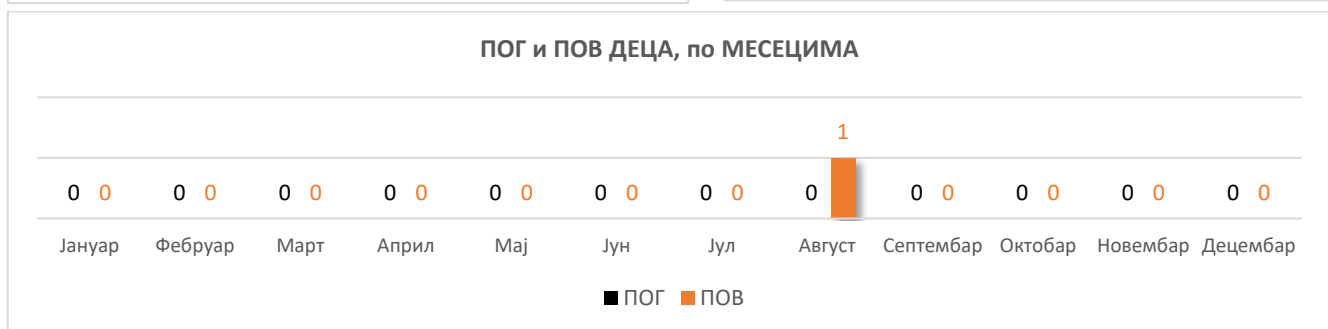 ПОГ и ПОВ ДЕЦА, по МЕСЕЦИМА
1
0 0 0 0 0 0 0 0 0 0 0 0 0 0 0 0 0 0 0 0 0 0 0
Јануар Фебруар Март Април Мај Јун Јул Август Септембар Октобар Новембар Децембар
ПОГ ПОВ